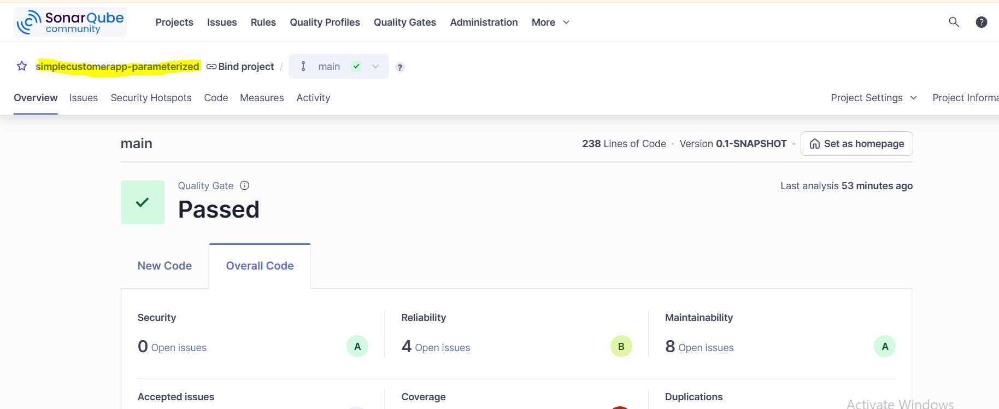 SonarQube
community
Projects Issues Rules Quality Profiles Quality Gates Administration More ?
simplecustomerapp-parameterized Bind project / main ?
Overview Issues Security Hotspots Code Measures Activity Project Settings Project Informa
main 238 Lines of Code • Version 0.1-SNAPSHOT • Set as homepage
Quality Gate Last analysis 53 minutes ago
Passed
New Code Overall Code
Security Reliability Maintainability
0 Open issues A 4 Open issues B 8 Open issues A
Accepted issues Coverage Duplications
Activate Windows